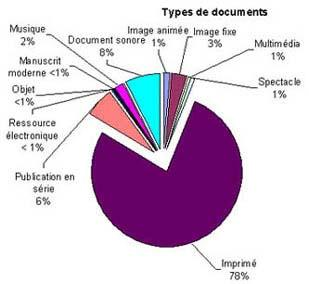 Types de documents
Musique
2%
Document sonore
8%
Image animée
1%
Image fixe
3%
Multimédia
1%
Manuscrit
moderne <1%
Spectacle
1%
Objet
<1%
Ressource
électronique
< 1%
Publication en
série
6%
Imprimé
78%